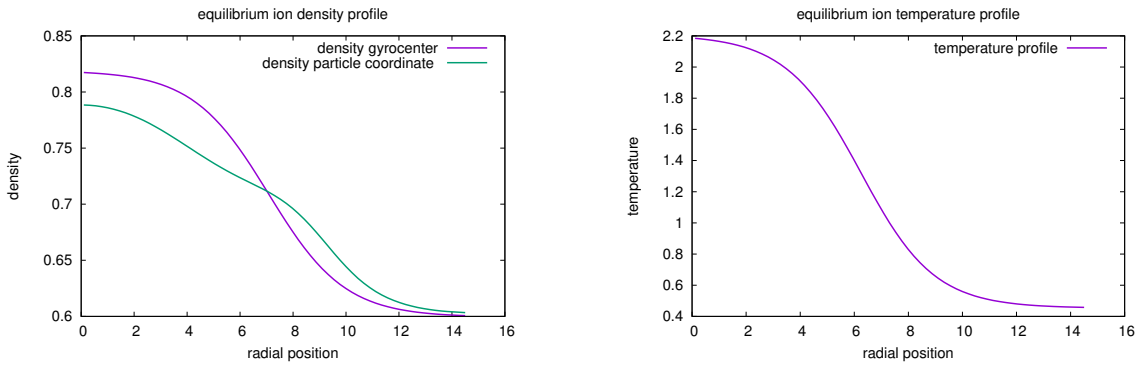 equilibrium ion density profile
density gyrocenter
density particle coordinate
0.85
0.8
0.75
0.7
0.65
0.6
density
0 2 4 6 8 10 12 14 16
radial position
equilibrium ion temperature profile
temperature profile
2.2
2
1.8
1.6
1.4
1.2
1
0.8
0.6
0.4
temperature
0 2 4 6 8 10 12 14 16
radial position